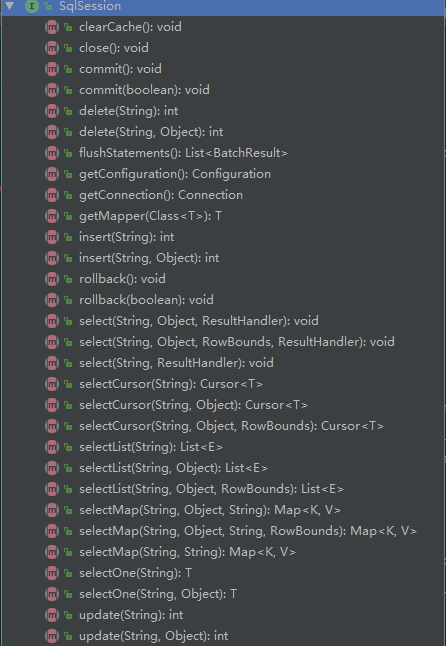 SqlSession
clearCache(): void
close(): void
commit(): void
commit(boolean): void
delete(String): int
delete(String, Object): int
flushStatements(): List<BatchResult>
getConfiguration(): Configuration
getConnection(): Connection
getMapper(Class<T>): T
insert(String): int
insert(String, Object): int
rollback(): void
rollback(boolean): void
select(String, Object, ResultHandler): void
select(String, Object, RowBounds, ResultHandler): void
select(String, ResultHandler): void
selectCursor(String): Cursor<T>
selectCursor(String, Object): Cursor<T>
selectCursor(String, Object, RowBounds): Cursor<T>
selectList(String): List<E>
selectList(String, Object): List<E>
selectList(String, Object, RowBounds): List<E>
selectMap(String, Object, String): Map<K, V>
selectMap(String, Object, String, RowBounds): Map<K, V>
selectMap(String, String): Map<K, V>
selectOne(String): T
selectOne(String, Object): T
update(String): int
update(String, Object): int